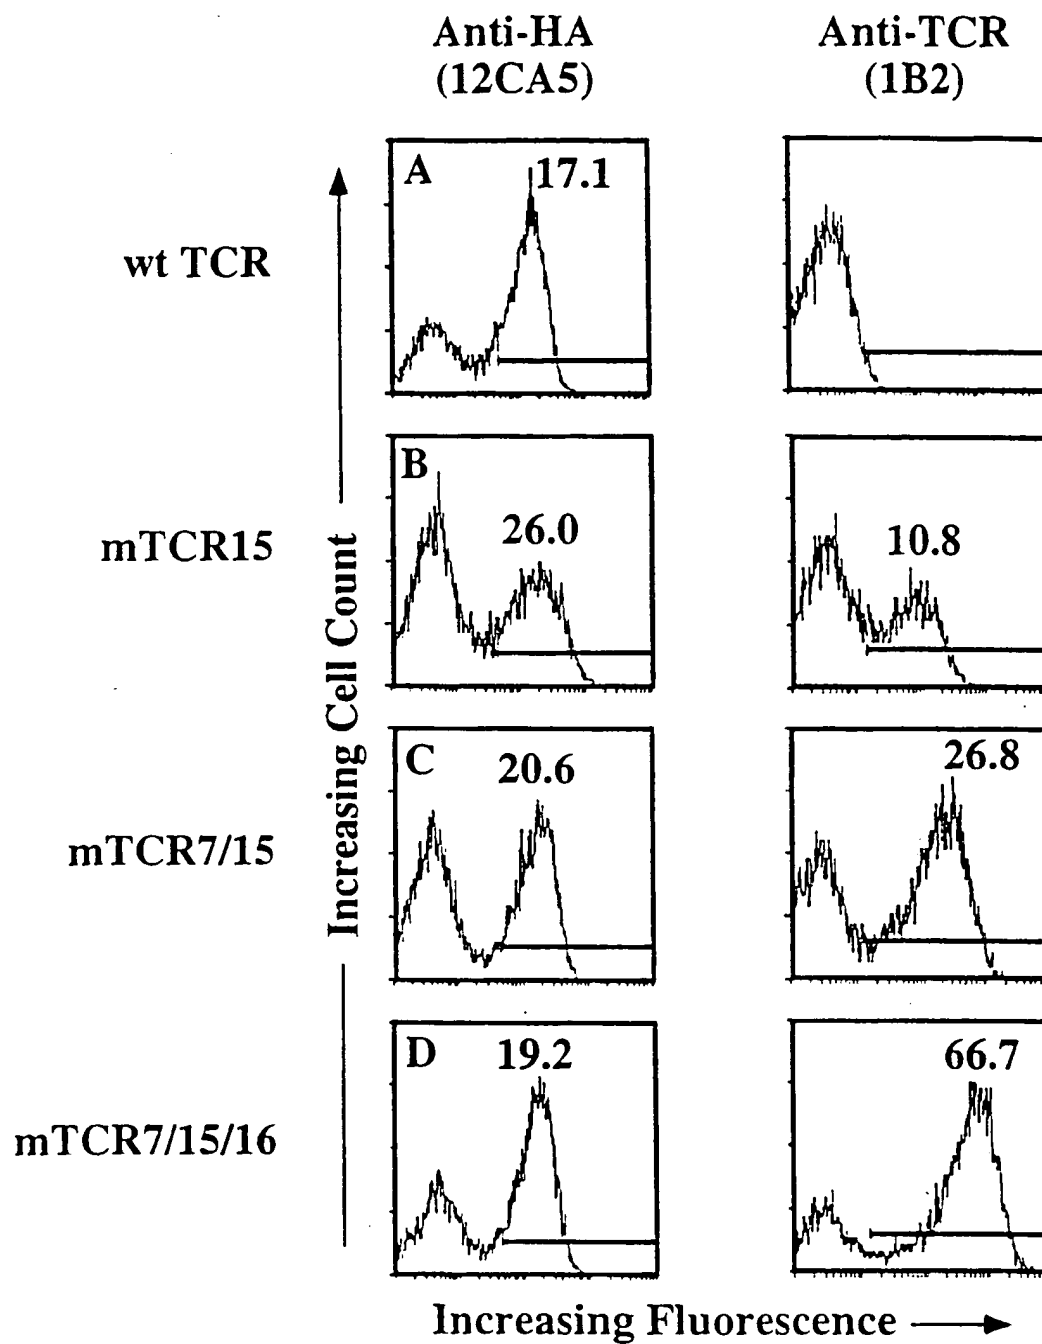 Anti-HA
(12CA5)
Anti-TCR
(1B2)
wt TCR
A
17.1
mTCR15
B
26.0
10.8
mTCR7/15
C
20.6
26.8
mTCR7/15/16
D
19.2
66.7
Increasing Cell Count
Increasing Fluorescence